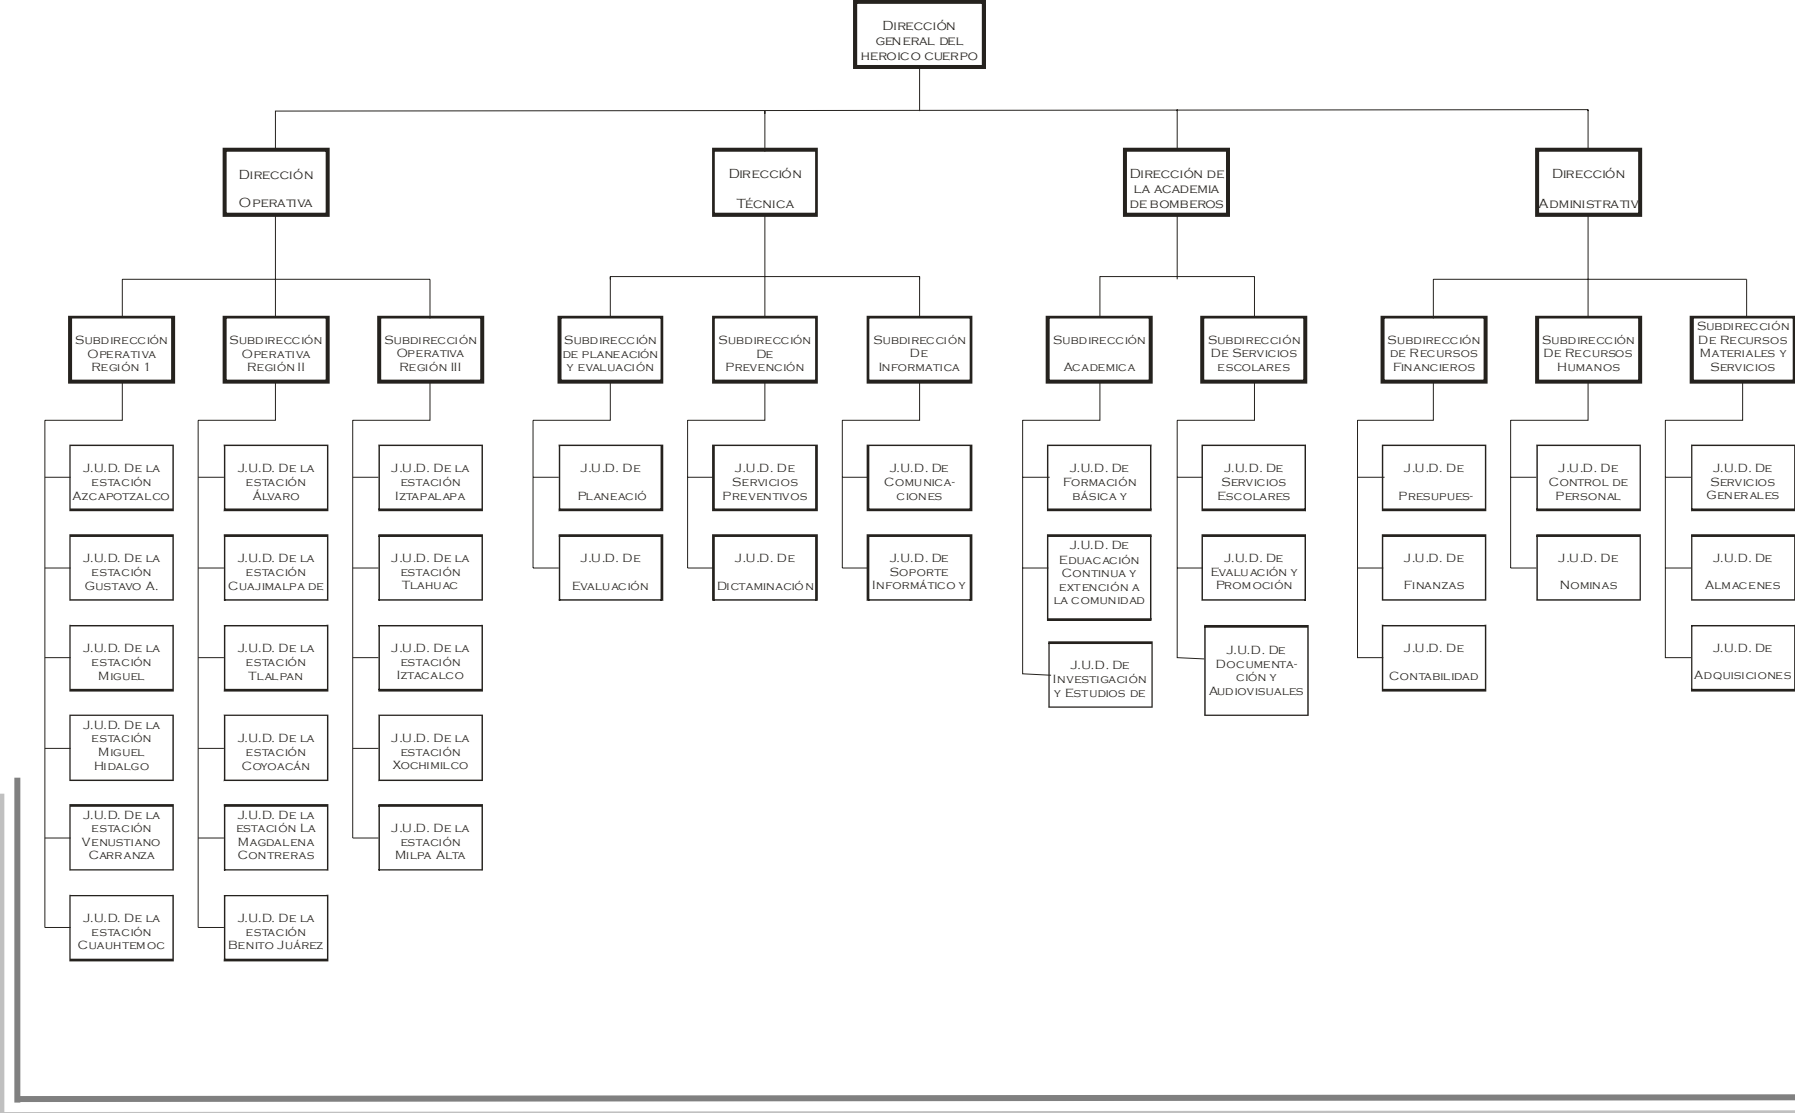 Dirección
general del
heroico cuerpo
Dirección
Operativa
Dirección
Técnica
Dirección de
la academia
de bomberos
Dirección
Administrativ
Subdirección
Operativa
Región 1
Subdirección
Operativa
Región II
Subdirección
Operativa
Región III
Subdirección
de planeación
y evaluación
Subdirección
De
Prevención
Subdirección
De
Informatica
Subdirección
Academica
Subdirección
De Servicios
escolares
Subdirección
de Recursos
Financieros
Subdirección
De Recursos
Humanos
Subdirección
De Recursos
Materiales y
Servicios
J.U.D. De la
estación
Azcapotzalco
J.U.D. De la
estación
Gustavo A.
J.U.D. De la
estación
Miguel
J.U.D. De la
estación
Miguel
Hidalgo
J.U.D. De la
estación
Venustiano
Carranza
J.U.D. De la
estación
Cuauhtemoc
J.U.D. De la
estación
Álvaro
J.U.D. De la
estación
Cuajimalpa de
J.U.D. De la
estación
Tlalpan
J.U.D. De la
estación
Coyoacán
J.U.D. De la
estación La
Magdalena
Contreras
J.U.D. De la
estación
Benito Juárez
J.U.D. De la
estación
Iztapalapa
J.U.D. De la
estación
Tlahuac
J.U.D. De la
estación
Iztacalco
J.U.D. De la
estación
Xochimilco
J.U.D. De la
estación
Milpa Alta
J.U.D. De
Planeació
J.U.D. De
Evaluación
J.U.D. De
Servicios
Preventivos
J.U.D. De
Dictaminación
J.U.D. De
Comunica-
ciones
J.U.D. De
Soporte
Informático y
J.U.D. De
Formación
básica y
J.U.D. De
Eduacación
Continua y
extención a
la comunidad
J.U.D. De
Investigación
y Estudios de
J.U.D. De
Servicios
Escolares
J.U.D. De
Evaluación y
Promoción
J.U.D. De
Documenta-
ción y
Audiovisuales
J.U.D. De
Presupues-
J.U.D. De
Finanzas
J.U.D. De
Contabilidad
J.U.D. De
Control de
Personal
J.U.D. De
Nominas
J.U.D. De
Servicios
Generales
J.U.D. De
Almacenes
J.U.D. De
Adquisiciones